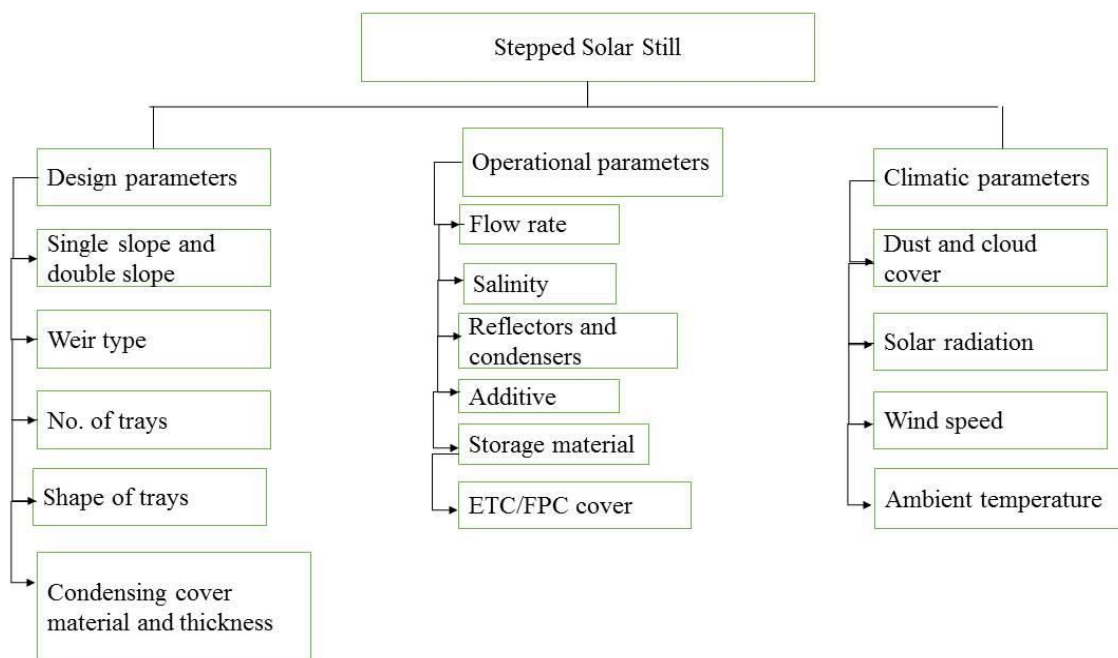 Stepped Solar Still
Design parameters
Single slope and
double slope
Weir type
No. of trays
Shape of trays
Condensing cover
material and thickness
Operational parameters
Flow rate
Salinity
Reflectors and
condensers
Additive
Storage material
ETC/FPC cover
Climatic parameters
Dust and cloud
cover
Solar radiation
Wind speed
Ambient temperature